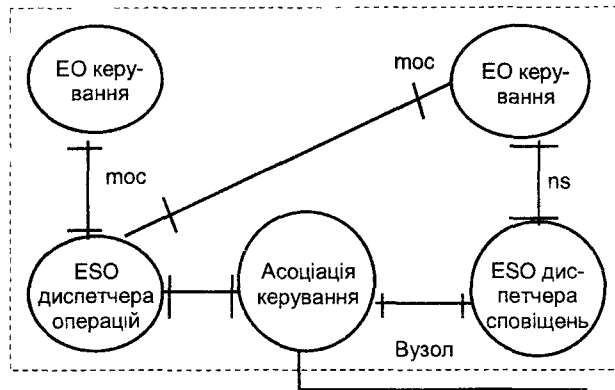 ЕО керу-
вання
moc
ЕО керу-
вання
moc
ns
ESO
диспетчера
операцій
Асоціація
керування
ESO дис-
петчера
сповіщень
Вузол